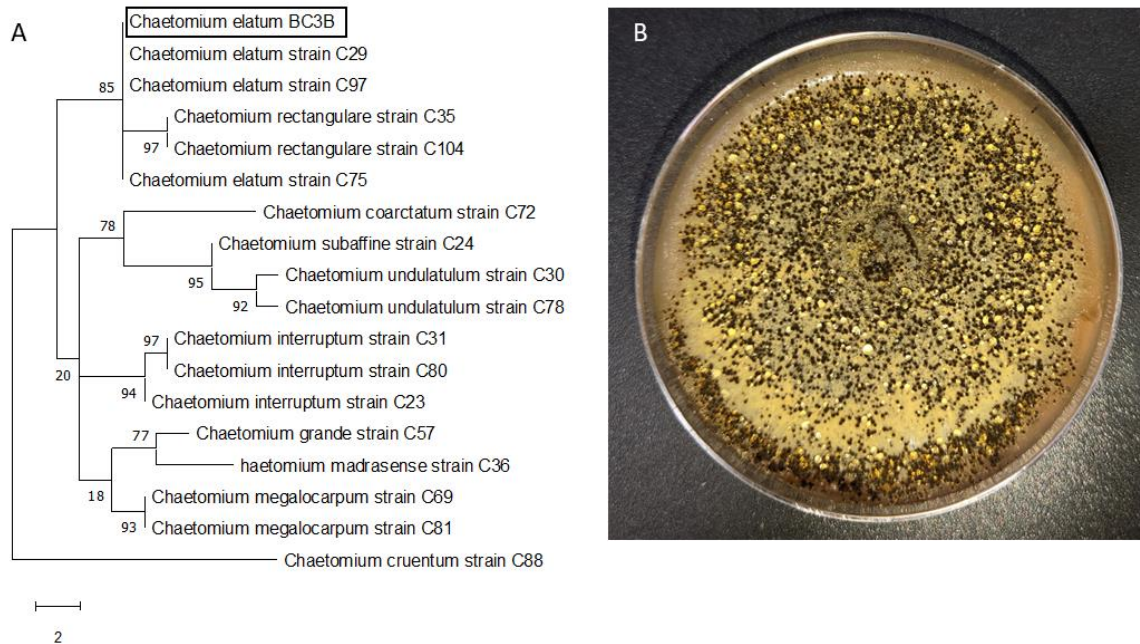 A
Chaetomium elatum BC3B
Chaetomium elatum strain C29
85
Chaetomium elatum strain C97
Chaetomium rectangulare strain C35
97
Chaetomium rectangulare strain C104
Chaetomium elatum strain C75
78
Chaetomium coarctatum strain C72
Chaetomium subaffine strain C24
95
Chaetomium undulatulum strain C30
92
Chaetomium undulatulum strain C78
97
Chaetomium interruptum strain C31
20
Chaetomium interruptum strain C80
94
Chaetomium interruptum strain C23
77
Chaetomium grande strain C57
haetomium madrasense strain C36
18
Chaetomium megalocarpum strain C69
93
Chaetomium megalocarpum strain C81
Chaetomium cruentum strain C88
2
B